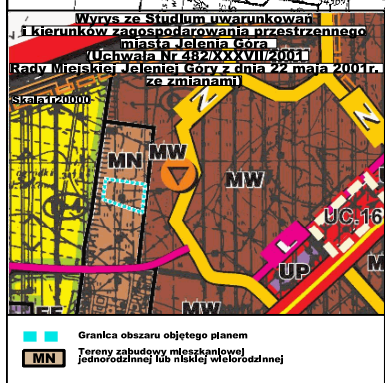 Wyrys ze Studium uwarunkowań
i kierunków zagospodarowania przestrzennego
miasta Jelenia Góra
(Uchwała Nr 482/XXXVII/2001
Rady Miejskiej Jeleniej Góry z dnia 22 maja 2001r.
ze zmianami)
Skala1:20000
Z
Z
MN
MW
MW
UC.16
L
UP
MW
Granica obszaru objętego planem
MN
Tereny zabudowy mieszkaniowej
jednorodzinnej lub niskiej wielorodzinnej